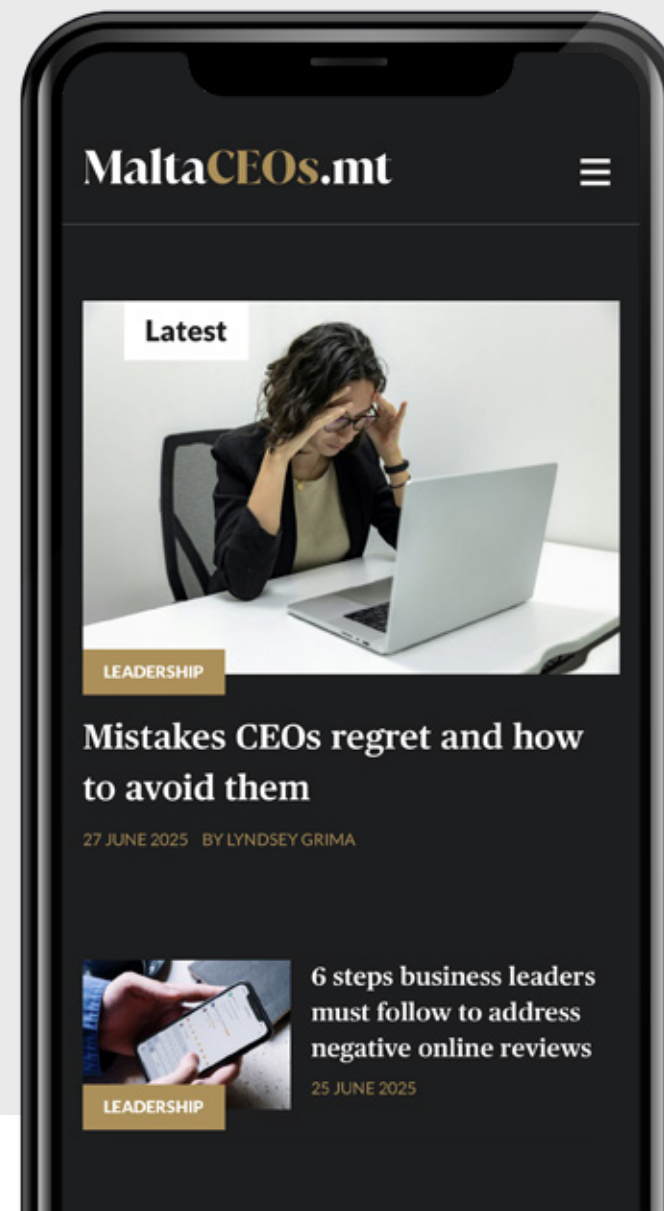 MaltaCEOs.mt
Latest
LEADERSHIP
Mistakes CEOs regret and how
to avoid them
27 JUNE 2025 BY LYNDSEY GRIMA
6 steps business leaders
must follow to address
negative online reviews
25 JUNE 2025
LEADERSHIP